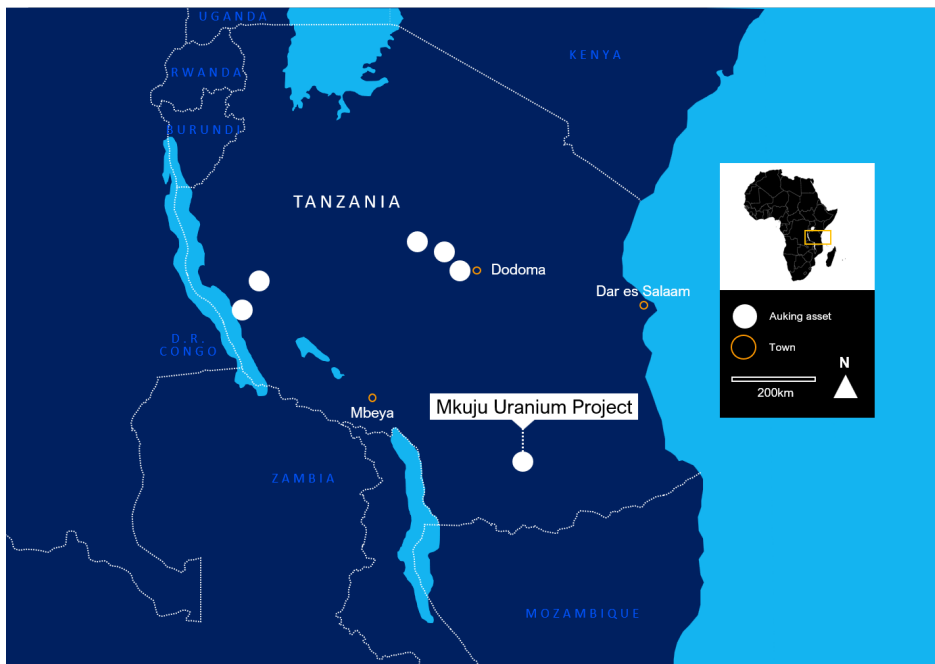 UGANDA
KENYA
RWANDA
BURUNDI
TANZANIA
Dodoma
Dar es Salaam
D.R.
CONGO
Mbeya
Mkuju Uranium Project
ZAMBIA
MOZAMBIQUE
Auking asset
Town
200km
N